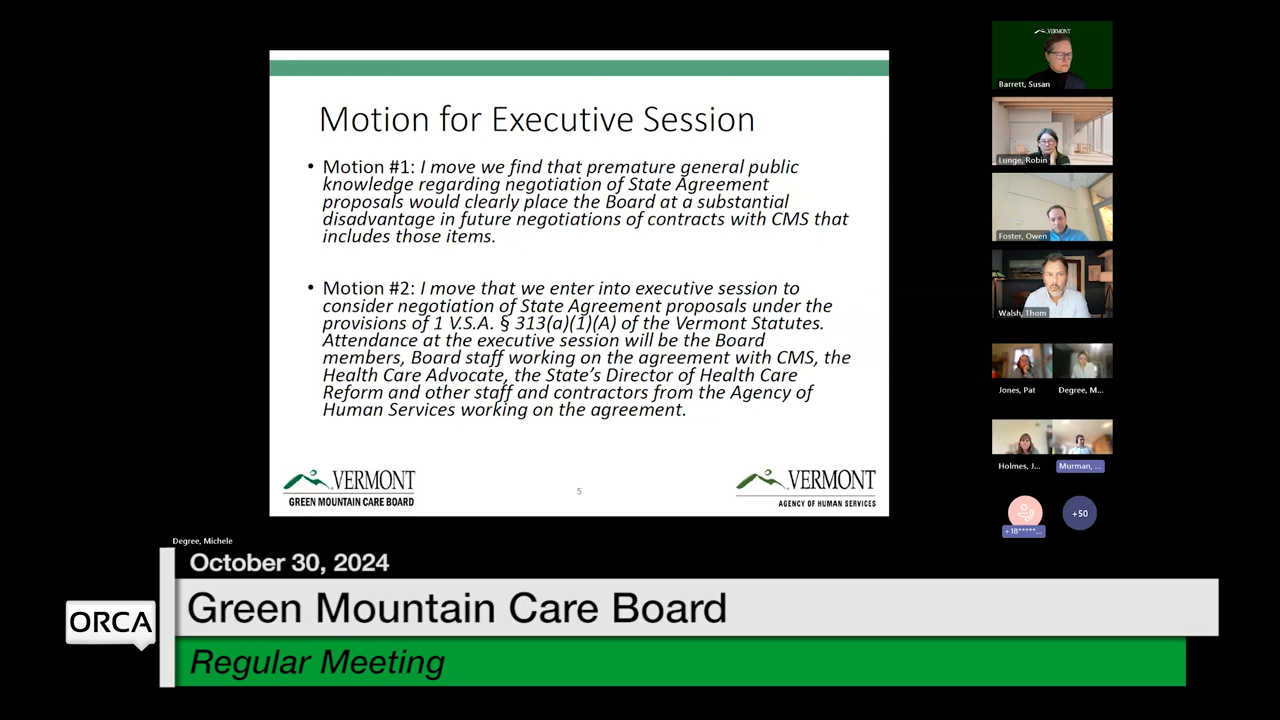 Motion for Executive Session
• Motion #1: I move we find that premature general public
knowledge regarding negotiation of State Agreement
proposals would clearly place the Board at a substantial
disadvantage in future negotiations of contracts with CMS that
includes those items.
• Motion #2: I move that we enter into executive session to
consider negotiation of State Agreement proposals under the
provisions of 1 V.S.A. § 313(a)(1)(A) of the Vermont Statutes.
Attendance at the executive session will be the Board
members, Board staff working on the agreement with CMS, the
Health Care Advocate, the State's Director of Health Care
Reform and other staff and contractors from the Agency of
Human Services working on the agreement.
VERMONT
GREEN MOUNTAIN CARE BOARD
5
VERMONT
AGENCY OF HUMAN SERVICES
VERMONT
Barrett, Susan
Lunge, Robin
Foster, Owen
Walsh, Thom
Jones, Pat
Degree, M...
Holmes, J...
Murman, ...
+18*****...
+50
Degree, Michele
October 30, 2024
ORCA
Green Mountain Care Board
Regular Meeting